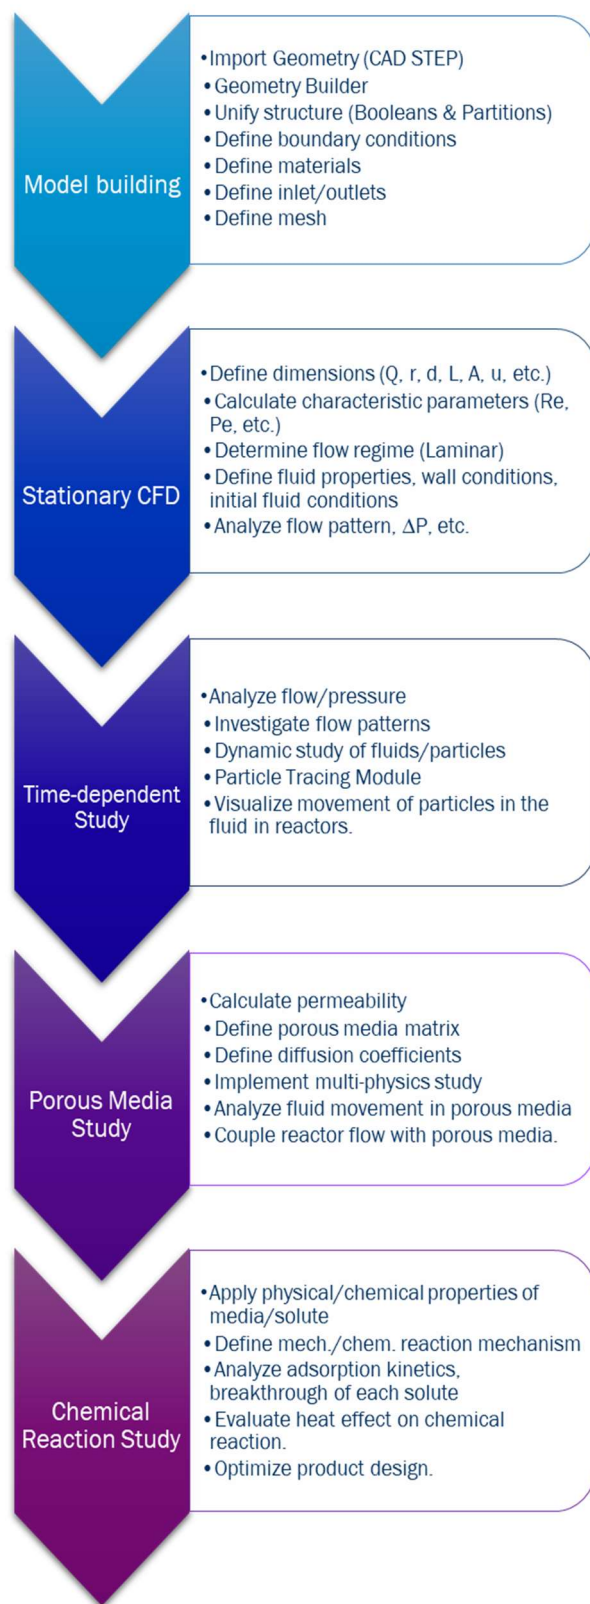 Model building
•Import Geometry (CAD STEP)
•Geometry Builder
•Unify structure (Booleans & Partitions)
•Define boundary conditions
•Define materials
•Define inlet/outlets
•Define mesh
Stationary CFD
•Define dimensions (Q, r, d, L, A, u, etc.)
•Calculate characteristic parameters (Re,
Pe, etc.)
•Determine flow regime (Laminar)
•Define fluid properties, wall conditions,
initial fluid conditions
•Analyze flow pattern, ΔP, etc.
Time-dependent
Study
•Analyze flow/pressure
•Investigate flow patterns
•Dynamic study of fluids/particles
•Particle Tracing Module
•Visualize movement of particles in the
fluid in reactors.
Porous Media
Study
•Calculate permeability
•Define porous media matrix
•Define diffusion coefficients
•Implement multi-physics study
•Analyze fluid movement in porous media
•Couple reactor flow with porous media.
Chemical
Reaction Study
•Apply physical/chemical properties of
media/solute
•Define mech./chem. reaction mechanism
•Analyze adsorption kinetics,
breakthrough of each solute
•Evaluate heat effect on chemical
reaction.
•Optimize product design.